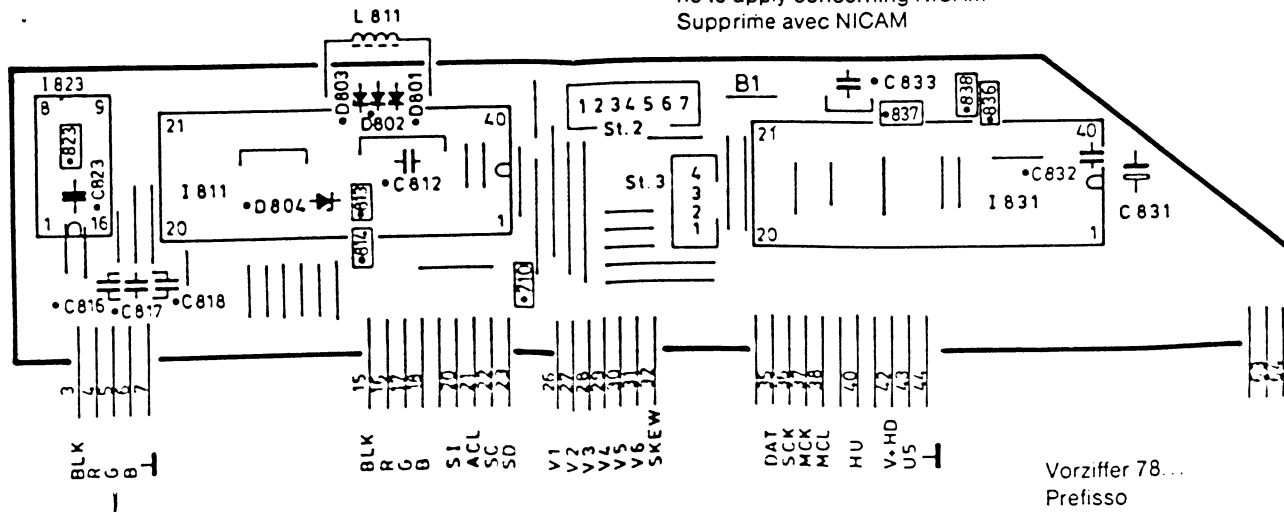 Supprime avec NICAM
L 811
I 823
8 9
823
C823
1 16
21 40
D803
D802
D801
C812
I 811
D804
813
814
20 1
1 2 3 4 5 6 7
St.2
St.3
4
3
2
1
B1
C 833
837
838
836
21 40
C832
C 831
I 831
20 1
C816
C817
C818
710
3 4 5 6 7
BLK R G B ⊥
15 16 17 18 20 21 22 23
BLK R G B SI ACL SC SD
26 27 28 29 30 31 32
V1 V2 V3 V4 V5 V6 SKEW
35 36 37 38 40 42 43 44
DAT SCK MCK MCL HU V+HD U5 ⊥
Vorziffer 78...
Prefisso